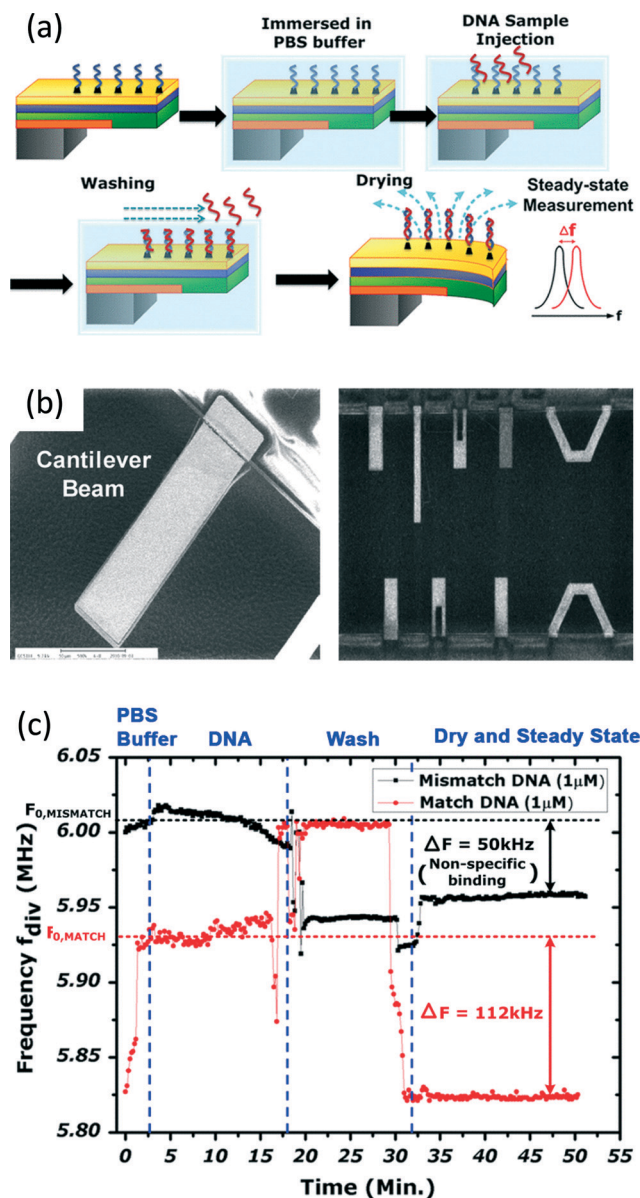 (a)
Immersed in
PBS buffer
DNA Sample
Injection
Washing
Drying
Steady-state
Measurement
Δf
f
(b)
Cantilever
Beam
(c)
PBS
Buffer
DNA
Wash
Dry and Steady State
Frequency f_div (MHz)
6.05
6.00
5.95
5.90
5.85
5.80
F0,MISMATCH
F0,MATCH
Mismatch DNA (1μM)
Match DNA (1μM)
ΔF = 50kHz
(Non-specific
binding)
ΔF = 112kHz
0 5 10 15 20 25 30 35 40 45 50 55
Time (Min.)